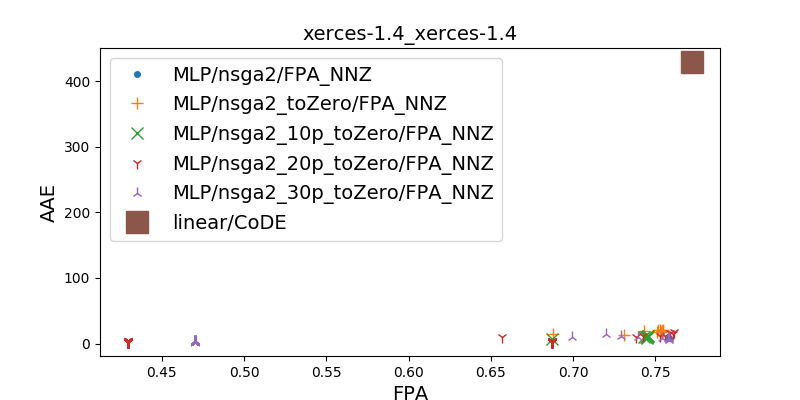 xerces-1.4_xerces-1.4
MLP/nsga2/FPA_NNZ
MLP/nsga2_toZero/FPA_NNZ
MLP/nsga2_10p_toZero/FPA_NNZ
MLP/nsga2_20p_toZero/FPA_NNZ
MLP/nsga2_30p_toZero/FPA_NNZ
linear/CoDE
AAE
400
300
200
100
0
0.45 0.50 0.55 0.60 0.65 0.70 0.75
FPA